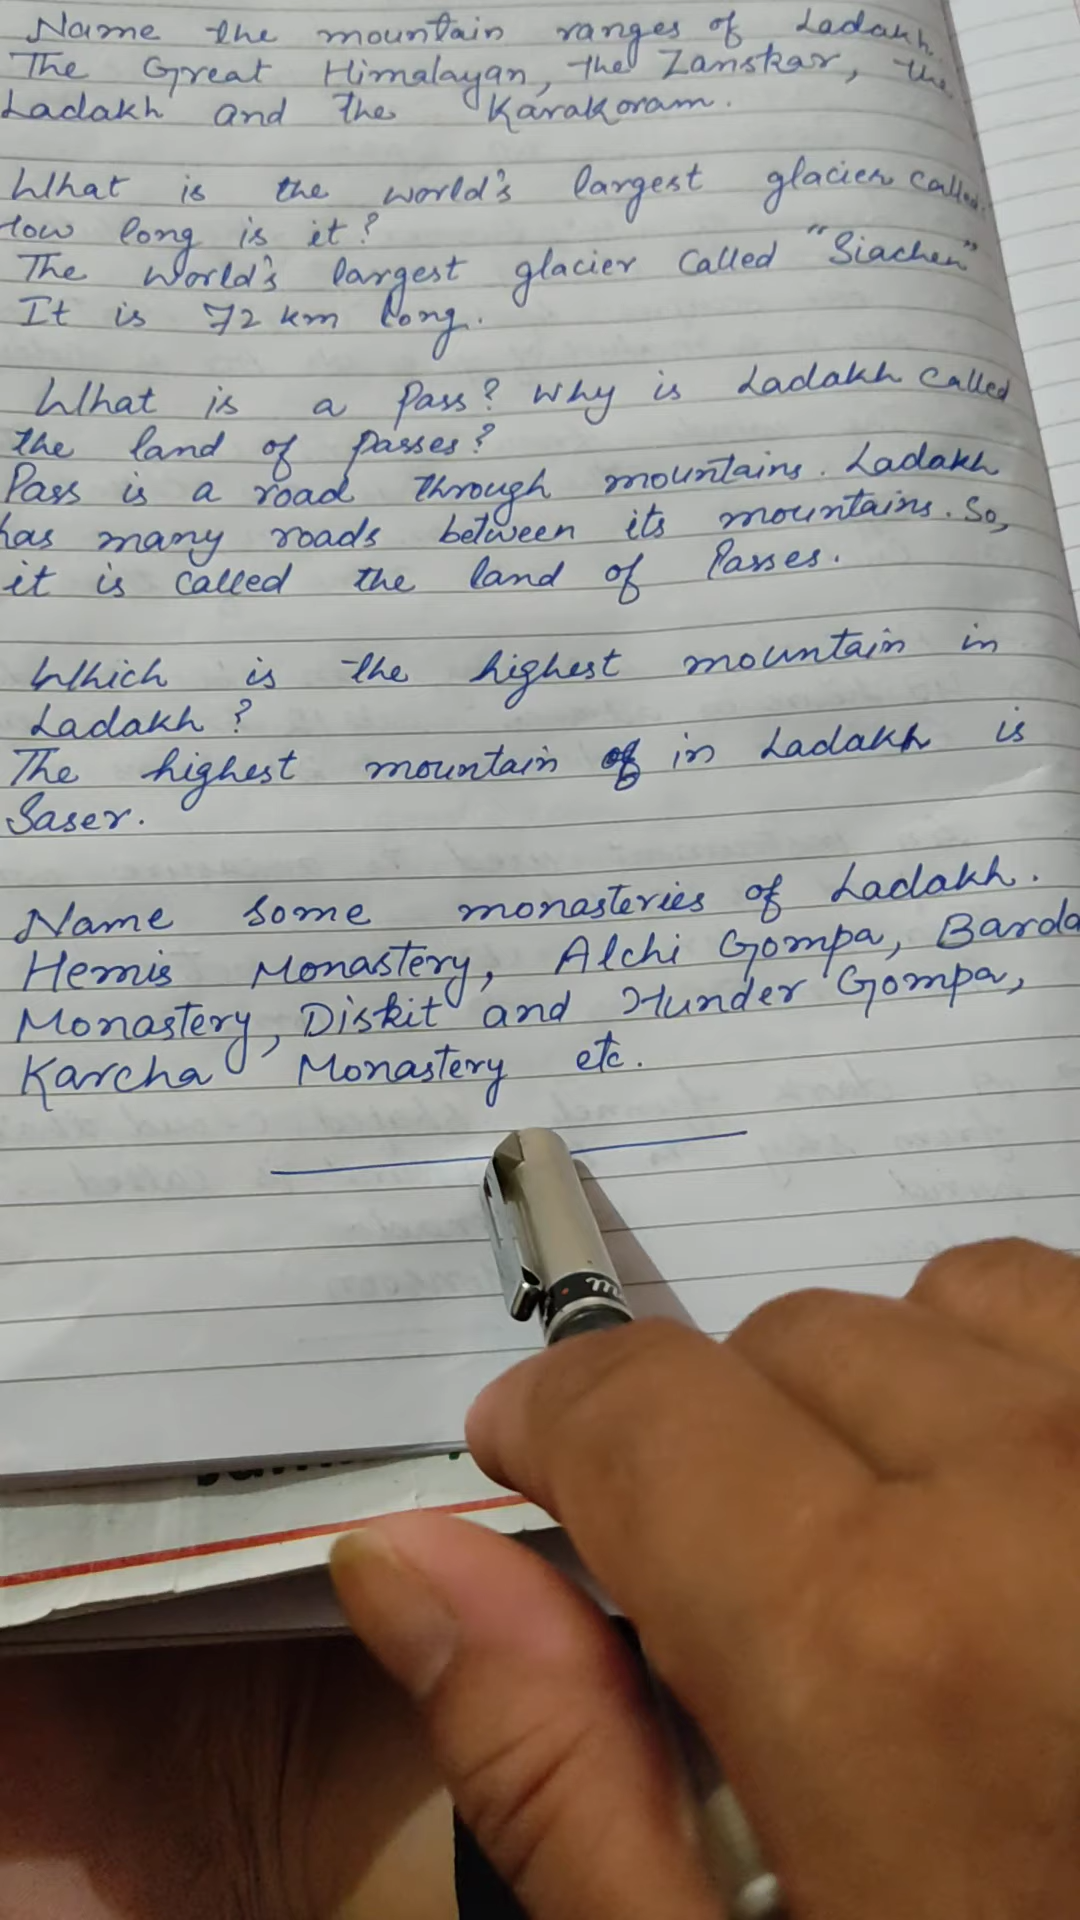 Name the mountain ranges of Ladakh.
The Great Himalayan, the Zanskar, the
Ladakh and the Karakoram.
What is the world's largest glacier called.
How long is it?
The world's largest glacier called "Siachen"
It is 72 km long.
What is a pass? Why is Ladakh called
the land of passes?
Pass is a road through mountains. Ladakh
has many roads between its mountains. So,
it is called the land of Passes.
Which is the highest mountain in
Ladakh?
The highest mountain in Ladakh is
Saser.
Name some monasteries of Ladakh.
Hemis Monastery, Alchi Gompa, Barda
Monastery, Diskit and Hunder Gompa,
Karcha Monastery etc.